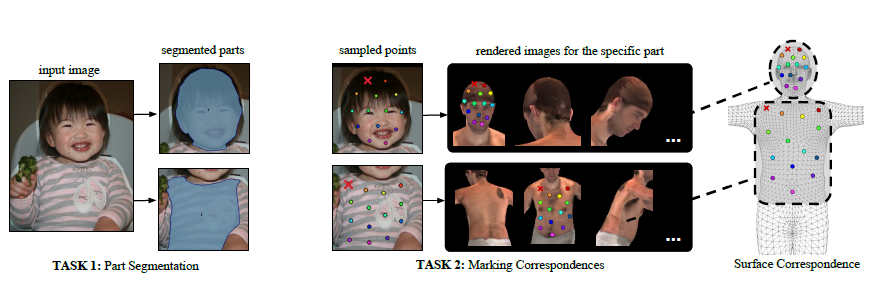 input image
segmented parts
sampled points
rendered images for the specific part
...
...
TASK 1: Part Segmentation
TASK 2: Marking Correspondences
Surface Correspondence